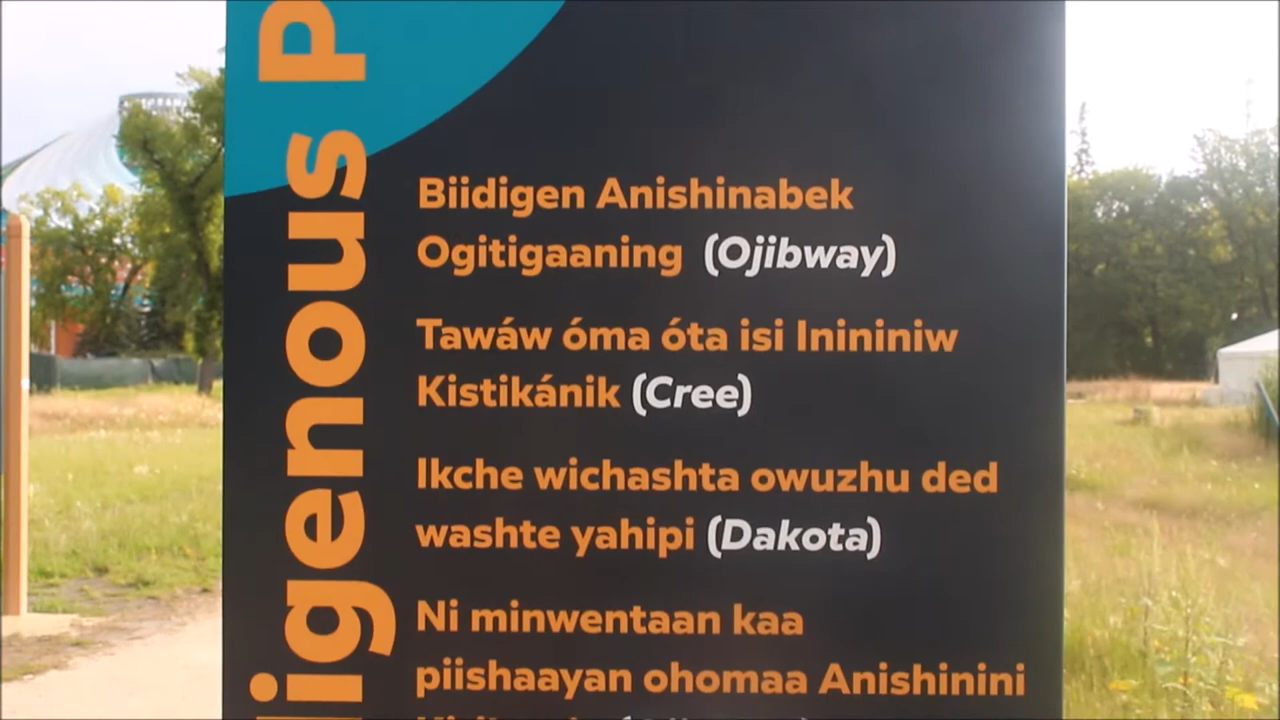 digenous P
Biidigen Anishinabek
Ogitigaaning (Ojibway)
Tawáw óma óta isi Inininiw
Kistikánik (Cree)
Ikche wichashta owuzhu ded
washte yahipi (Dakota)
Ni minwentaan kaa
piishaayan ohomaa Anishinini